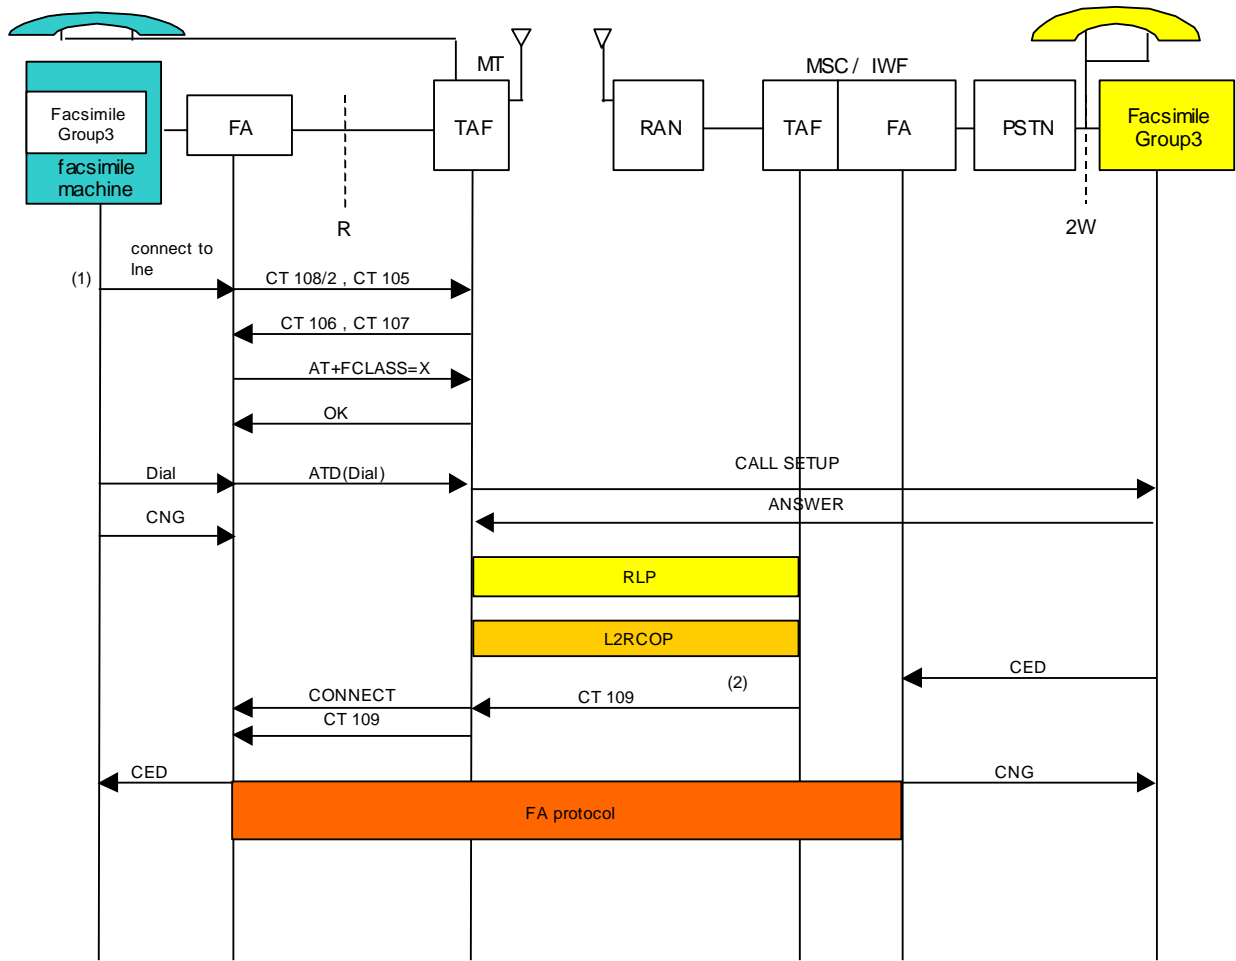 MT
MSC / IWF
Facsimile
Group3
facsimile
machine
FA
TAF
RAN
TAF
FA
PSTN
Facsimile
Group3
R
2W
connect to
lne
(1)
CT 108/2 , CT 105
CT 106 , CT 107
AT+FCLASS=X
OK
Dial
ATD(Dial)
CALL SETUP
ANSWER
CNG
RLP
L2RCOP
CED
(2)
CONNECT
CT 109
CT 109
CED
CNG
FA protocol